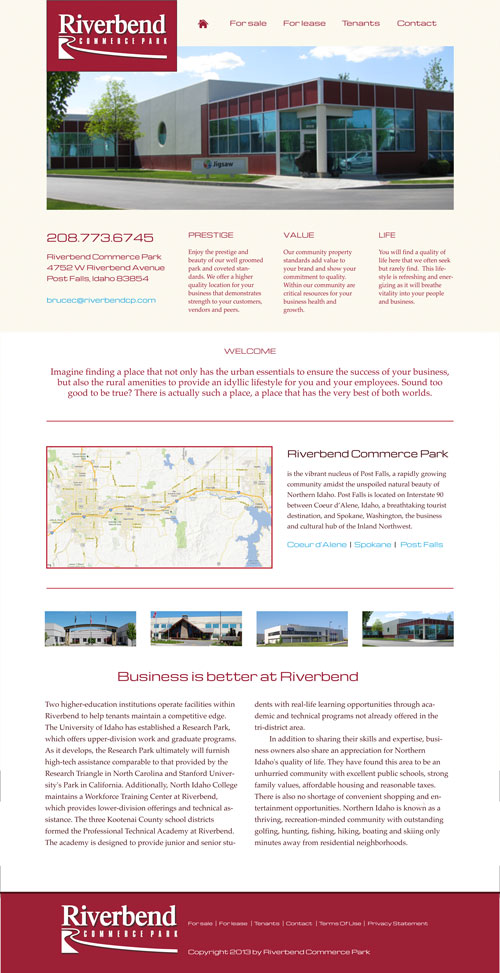 Riverbend
COMMERCE PARK
For sale For lease Tenants Contact
Jigsaw
208.773.6745
Riverbend Commerce Park
4752 W Riverbend Avenue
Post Falls, Idaho 83854
brucec@riverbendcp.com
PRESTIGE
Enjoy the prestige and
beauty of our well groomed
park and coveted stan-
dards. We offer a higher
quality location for your
business that demonstrates
strength to your customers,
vendors and peers.
VALUE
Our community property
standards add value to
your brand and show your
commitment to quality.
Within our community are
critical resources for your
business health and
growth.
LIFE
You will find a quality of
life here that we often seek
but rarely find. This life-
style is refreshing and ener-
gizing as it will breathe
vitality into your people
and business.
WELCOME
Imagine finding a place that not only has the urban essentials to ensure the success of your business,
but also the rural amenities to provide an idyllic lifestyle for you and your employees. Sound too
good to be true? There is actually such a place, a place that has the very best of both worlds.
Riverbend Commerce Park
is the vibrant nucleus of Post Falls, a rapidly growing
community amidst the unspoiled natural beauty of
Northern Idaho. Post Falls is located on Interstate 90
between Coeur d'Alene, Idaho, a breathtaking tourist
destination, and Spokane, Washington, the business
and cultural hub of the Inland Northwest.
Coeur d'Alene | Spokane | Post Falls
Business is better at Riverbend
Two higher-education institutions operate facilities within
Riverbend to help tenants maintain a competitive edge.
The University of Idaho has established a Research Park,
which offers upper-division work and graduate programs.
As it develops, the Research Park ultimately will furnish
high-tech assistance comparable to that provided by the
Research Triangle in North Carolina and Stanford Univer-
sity's Park in California. Additionally, North Idaho College
maintains a Workforce Training Center at Riverbend,
which provides lower-division offerings and technical as-
sistance. The three Kootenai County school districts
formed the Professional Technical Academy at Riverbend.
The academy is designed to provide junior and senior stu-
dents with real-life learning opportunities through aca-
demic and technical programs not already offered in the
tri-district area.
In addition to sharing their skills and expertise, busi-
ness owners also share an appreciation for Northern
Idaho's quality of life. They have found this area to be an
unhurried community with excellent public schools, strong
family values, affordable housing and reasonable taxes.
There is also no shortage of convenient shopping and en-
tertainment opportunities. Northern Idaho is known as a
thriving, recreation-minded community with outstanding
golfing, hunting, fishing, hiking, boating and skiing only
minutes away from residential neighborhoods.
Riverbend
COMMERCE PARK
For sale | For lease | Tenants | Contact | Terms Of Use | Privacy Statement
Copyright 2013 by Riverbend Commerce Park